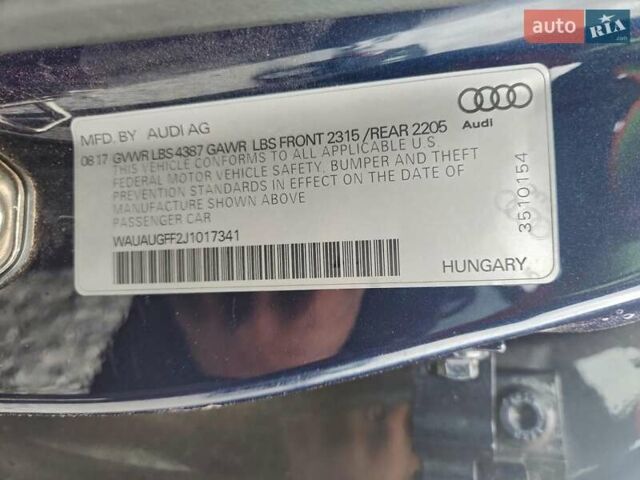 auto RIA.com
MFD. BY AUDI AG
Audi
08 17 GVWR LBS 4387 GAWR LBS FRONT 2315 /REAR 2205
THIS VEHICLE CONFORMS TO ALL APPLICABLE U.S.
FEDERAL MOTOR VEHICLE SAFETY, BUMPER AND THEFT
PREVENTION STANDARDS IN EFFECT ON THE DATE OF
MANUFACTURE SHOWN ABOVE
PASSENGER CAR
WAUAUGFF2J1017341
3510154
HUNGARY